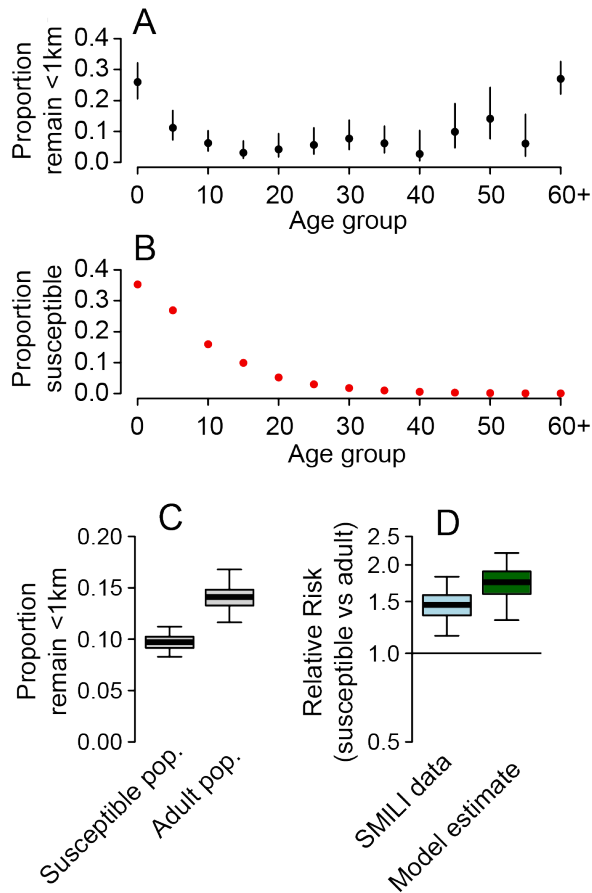 A
Proportion
remain <1km
0.4
0.3
0.2
0.1
0.0
0 10 20 30 40 50 60+
Age group
B
Proportion
susceptible
0.4
0.3
0.2
0.1
0.0
0 10 20 30 40 50 60+
Age group
C
Proportion
remain <1km
0.20
0.15
0.10
0.05
0.00
Susceptible pop.
Adult pop.
D
Relative Risk
(susceptible vs adult)
2.5
2.0
1.5
1.0
0.5
SMILI data
Model estimate